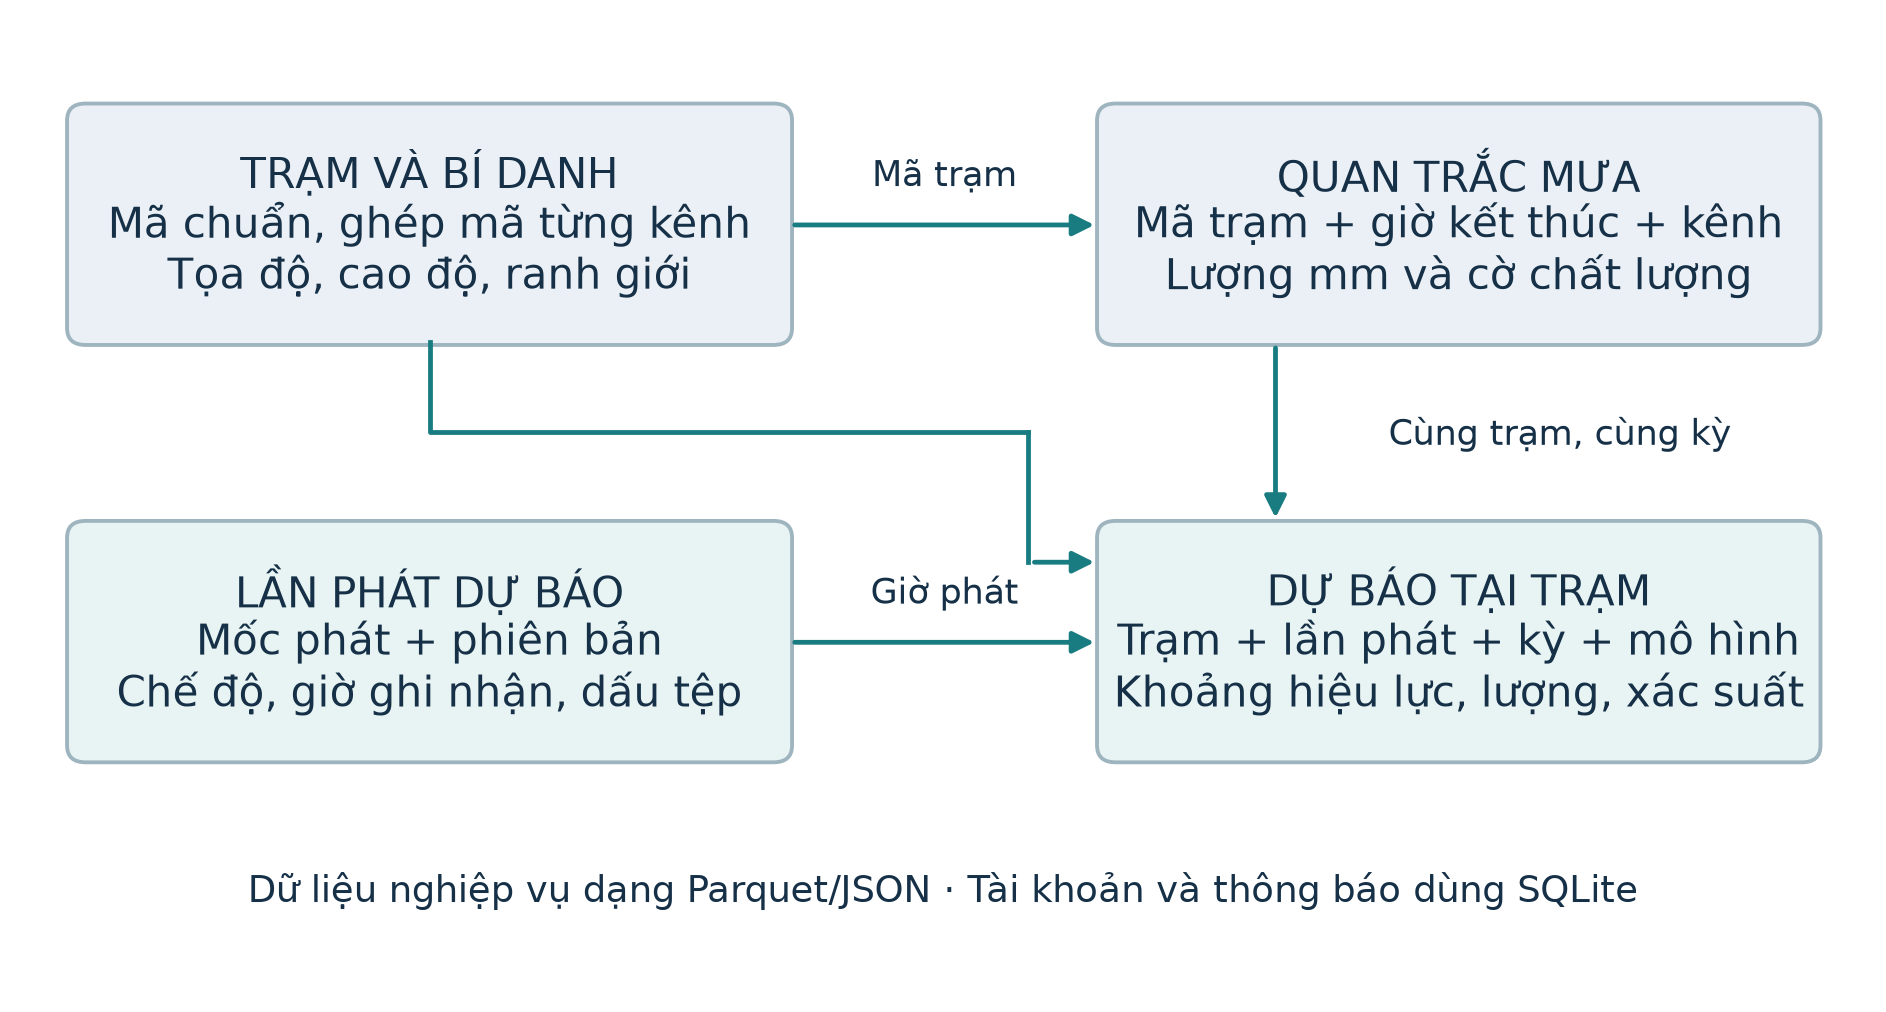 TRẠM VÀ BÍ DANH
Mã chuẩn, ghép mã từng kênh
Tọa độ, cao độ, ranh giới
Mã trạm
QUAN TRẮC MƯA
Mã trạm + giờ kết thúc + kênh
Lượng mm và cờ chất lượng
Cùng trạm, cùng kỳ
LẦN PHÁT DỰ BÁO
Mốc phát + phiên bản
Chế độ, giờ ghi nhận, dấu tệp
Giờ phát
DỰ BÁO TẠI TRẠM
Trạm + lần phát + kỳ + mô hình
Khoảng hiệu lực, lượng, xác suất
Dữ liệu nghiệp vụ dạng Parquet/JSON · Tài khoản và thông báo dùng SQLite